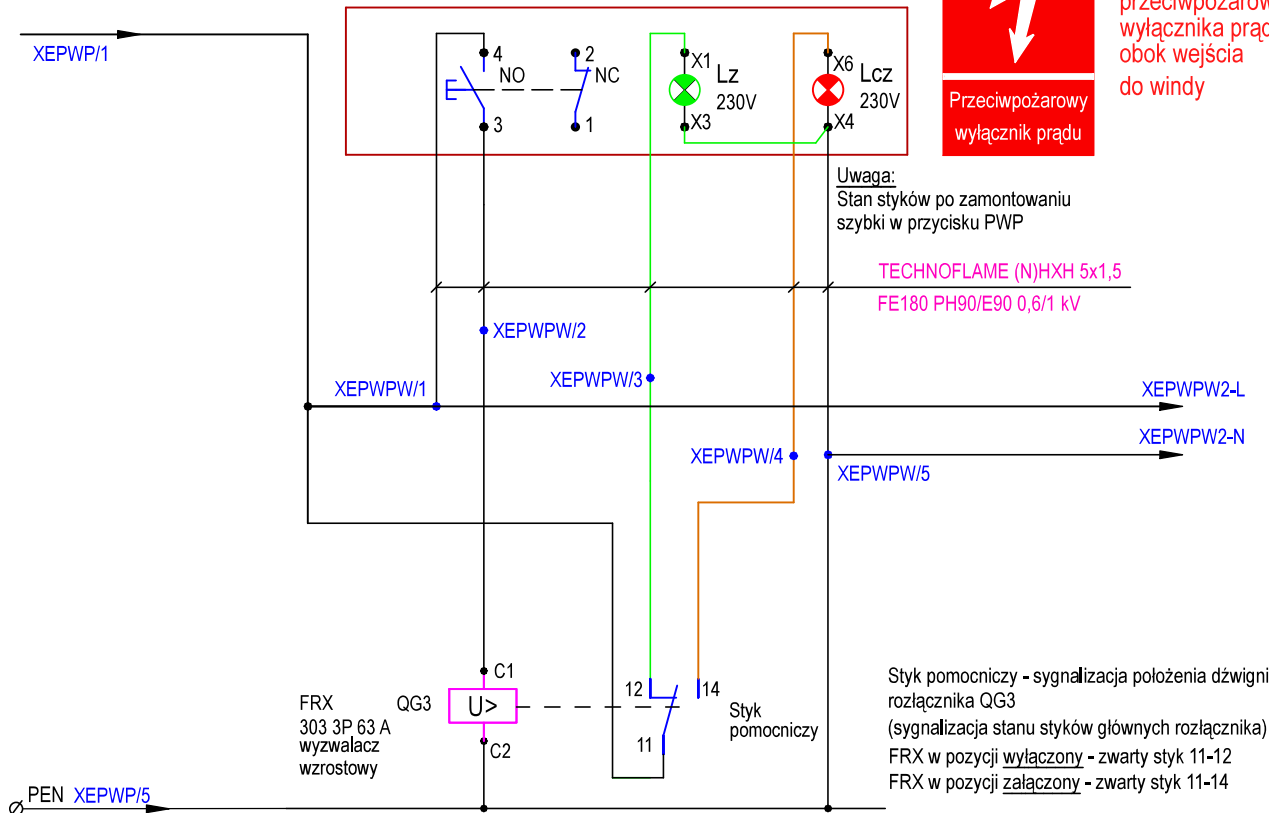 XEPWP/1
4
NO
3
2
NC
1
X1
Lz
230V
X3
X6
Lcz
230V
X4
Przeciwpożarowy
wyłącznik prądu
wyłącznika
obok wejścia
do windy
Uwaga:
Stan styków po zamontowaniu
szybki w przycisku PWP
TECHNOFLAME (N)HXH 5x1,5
FE180 PH90/E90 0,6/1 kV
XEPWPW/2
XEPWPW/3
XEPWPW/1
XEPWPW2-L
XEPWPW2-N
XEPWPW/4
XEPWPW/5
C1
FRX
303 3P 63 A
wyzwalacz
wzrostowy
QG3
U>
C2
12
14
11
Styk
pomocniczy
Styk pomocniczy - sygnalizacja położenia dźwigni
rozłącznika QG3
(sygnalizacja stanu styków głównych rozłącznika)
FRX w pozycji wyłączony - zwarty styk 11-12
FRX w pozycji załączony - zwarty styk 11-14
PEN XEPWP/5